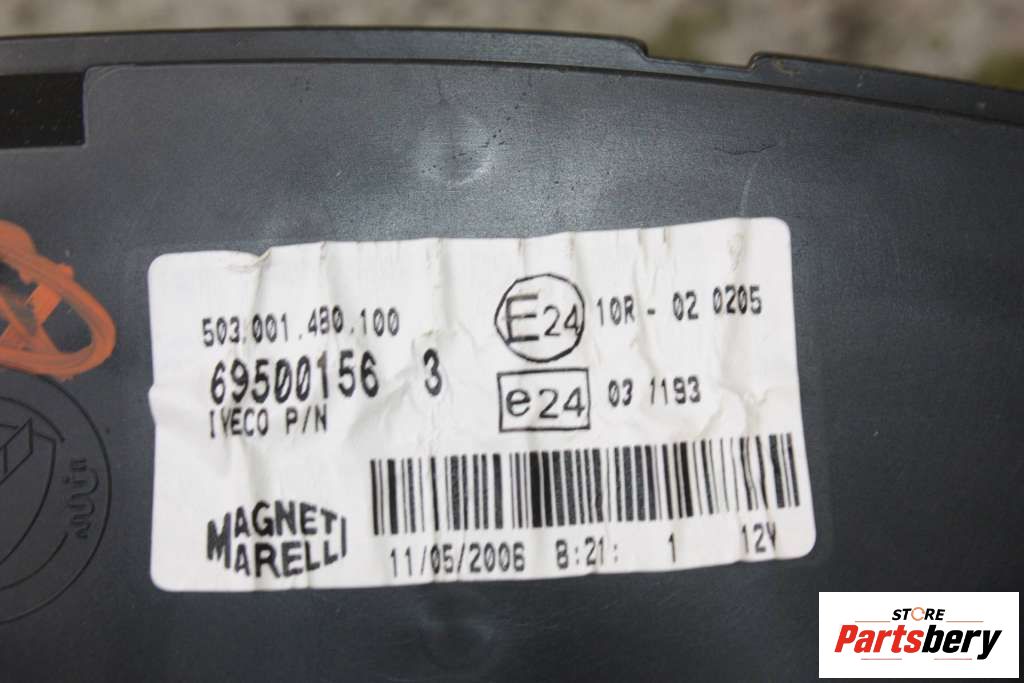 503.001.480.100
69500156 3
IVECO P/N
E24 10R - 02 0205
e24 03 1193
MAGNETI
MARELLI
11/05/2006 8:21: 1 12V
STORE
Partsbery